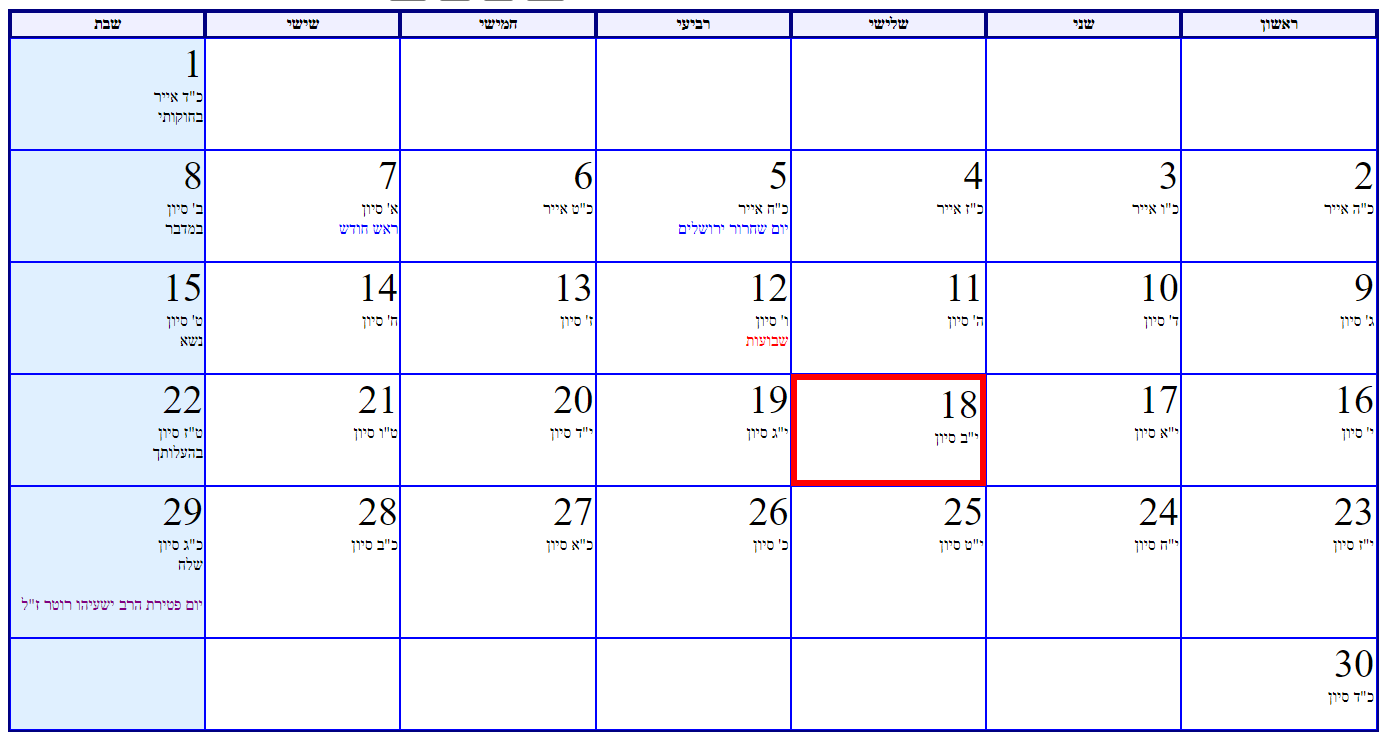 ראשון שני שלישי רביעי חמישי שישי שבת
1
כ"ד אייר
בחוקותי
2 3 4 5 6 7 8
כ"ה אייר כ"ו אייר כ"ז אייר כ"ח אייר כ"ט אייר א' סיון ב' סיון
יום שחרור ירושלים ראש חודש במדבר
9 10 11 12 13 14 15
ג' סיון ד' סיון ה' סיון ו' סיון ז' סיון ח' סיון ט' סיון
שבועות נשא
16 17 18 19 20 21 22
י' סיון י"א סיון י"ב סיון י"ג סיון י"ד סיון ט"ו סיון ט"ז סיון
בהעלותך
23 24 25 26 27 28 29
י"ז סיון י"ח סיון י"ט סיון כ' סיון כ"א סיון כ"ב סיון כ"ג סיון
שלח
יום פטירת הרב ישעיהו רוטר ז"ל
30
כ"ד סיון